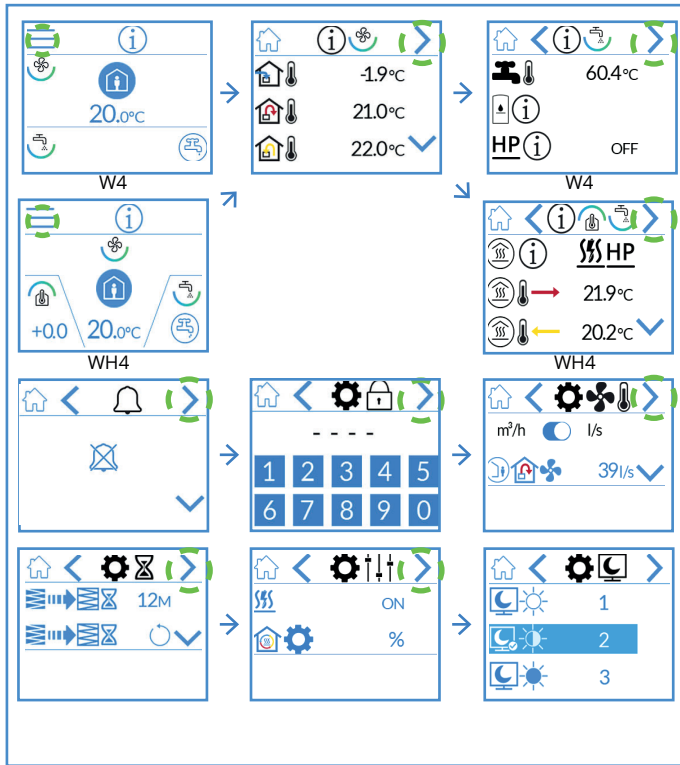 20.0°C
W4
-1.9°C
21.0°C
22.0°C
60.4°C
HP OFF
W4
+0.0 20.0°C
WH4
HP
21.9°C
20.2°C
WH4
- - - -
1 2 3 4 5
6 7 8 9 0
m³/h l/s
39 l/s
12M
ON
%
1
2
3